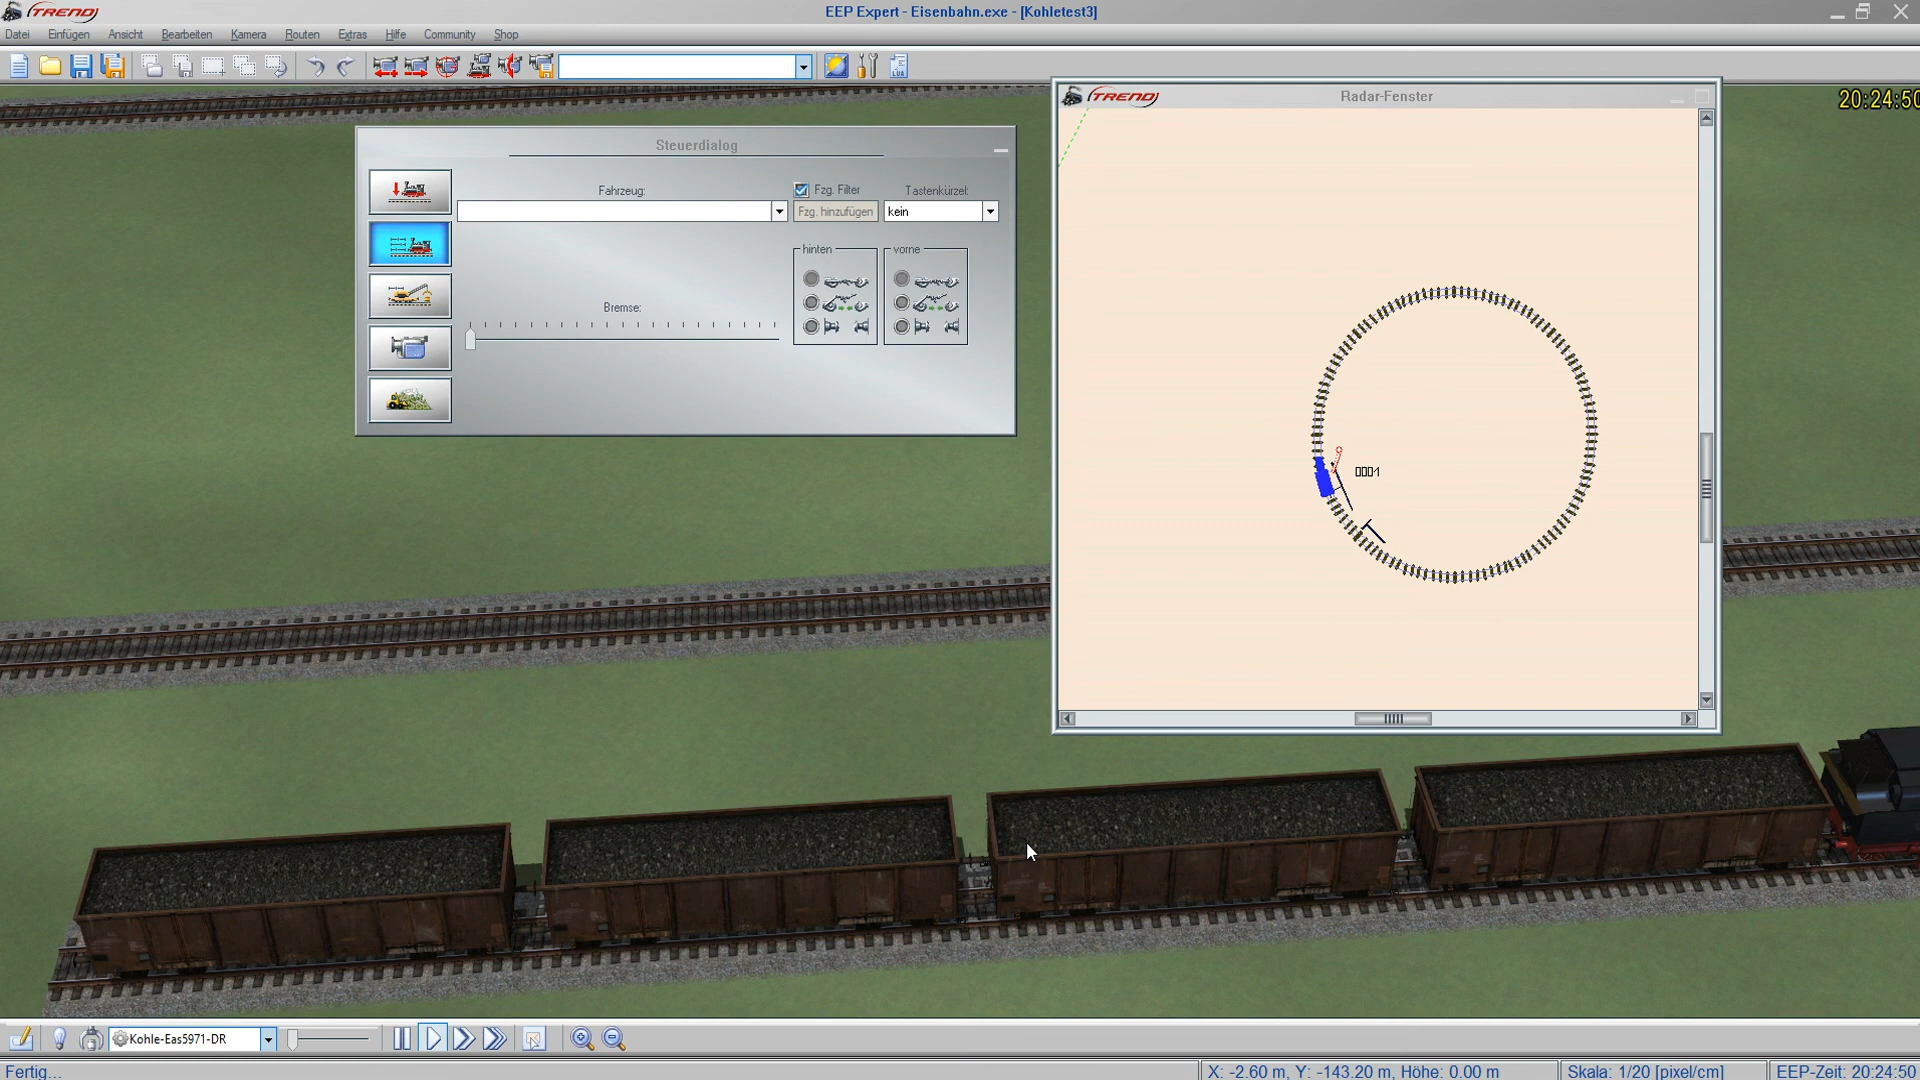 TREND
EEP Expert - Eisenbahn.exe - [Kohletest3]
Datei Einfügen Ansicht Bearbeiten Kamera Routen Extras Hilfe Community Shop
LUA
TREND Radar-Fenster
20:24:50
Steuerdialog
Fahrzeug:
Fzg. Filter
Tastenkürzel:
Fzg. hinzufügen
kein
hinten
vorne
Bremse:
0001
Kohle-Eas5971-DR
Fertig...
X: -2.60 m, Y: -143.20 m, Höhe: 0.00 m
Skala: 1/20 [pixel/cm]
EEP-Zeit: 20:24:50